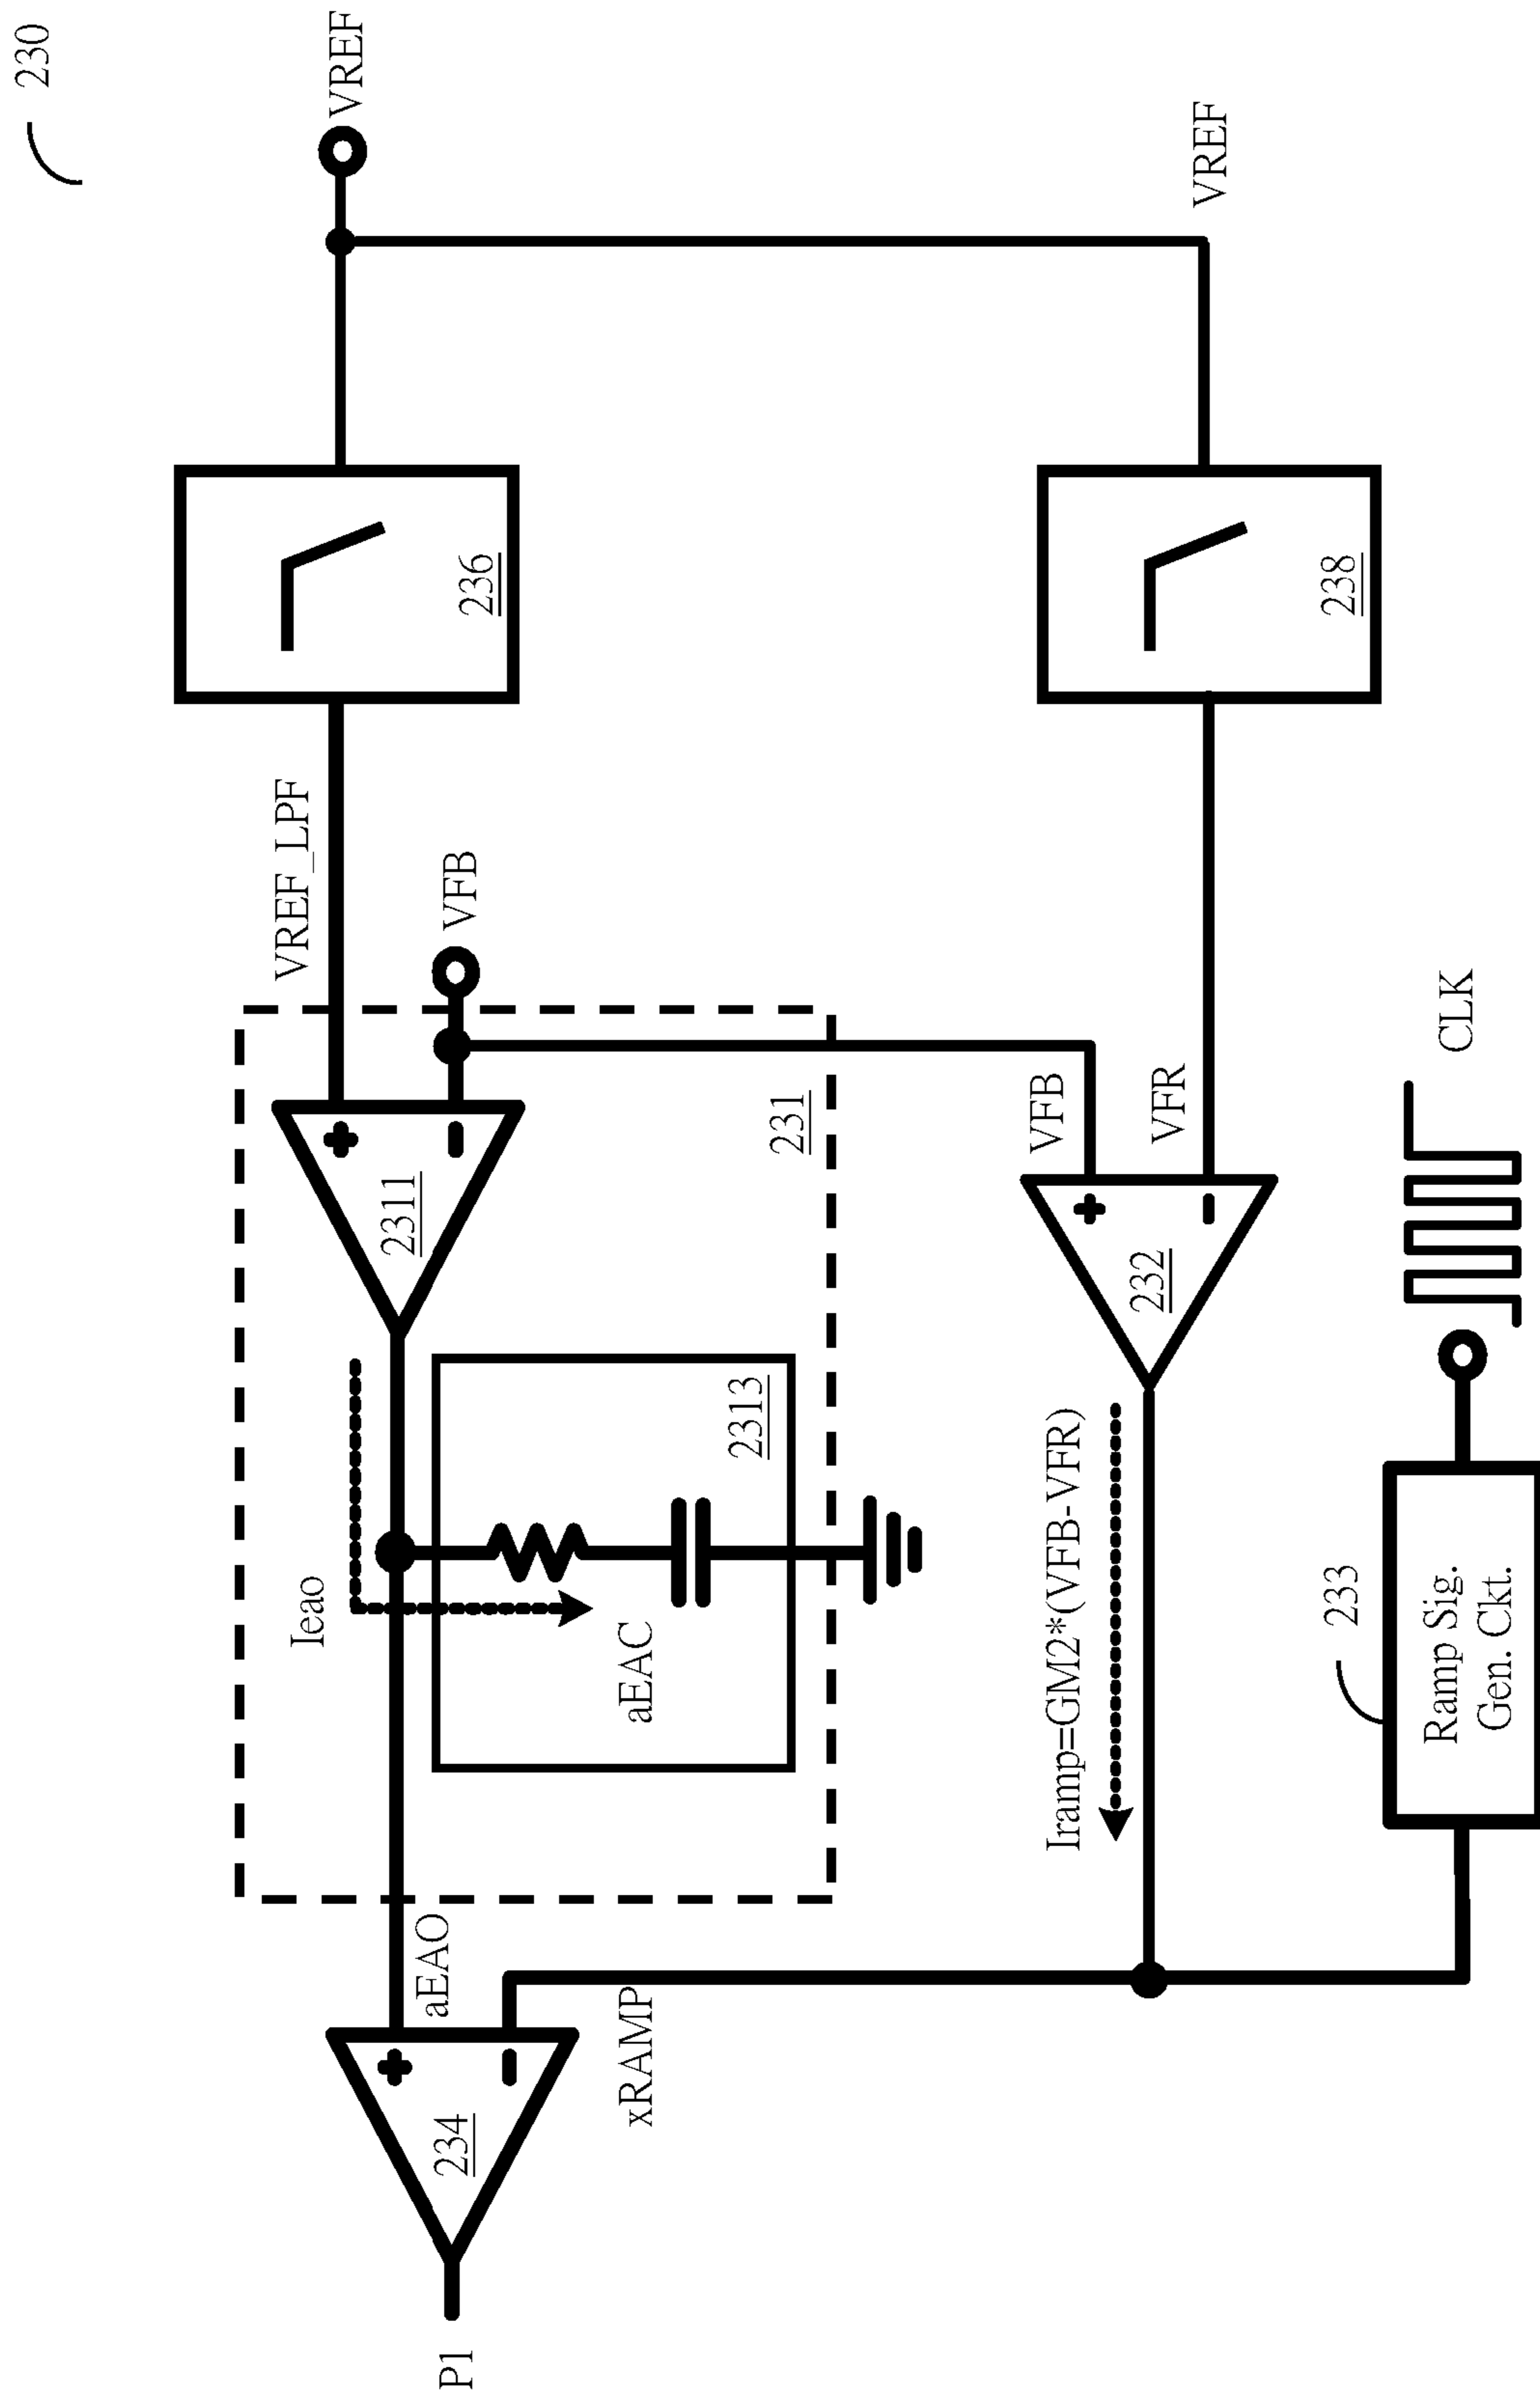 230
VREF
VREF
236
238
VREF_LPF
VFB
VFB
VFR
CLK
2311
231
232
Ieao
2313
aEAC
Iramp=GM2*(VFB-VFR)
233
Ramp Sig.
Gen. Ckt.
aEAO
xRAMP
234
P1